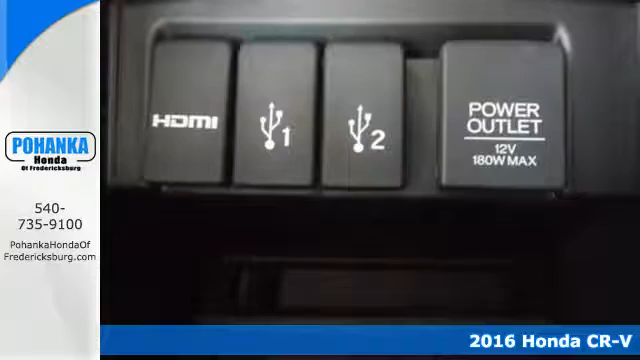 POHANKA
Honda
Of Fredericksburg
540-
735-9100
PohankaHondaOf
Fredericksburg.com
HDMI
1
2
POWER
OUTLET
12V
180W MAX
2016 Honda CR-V